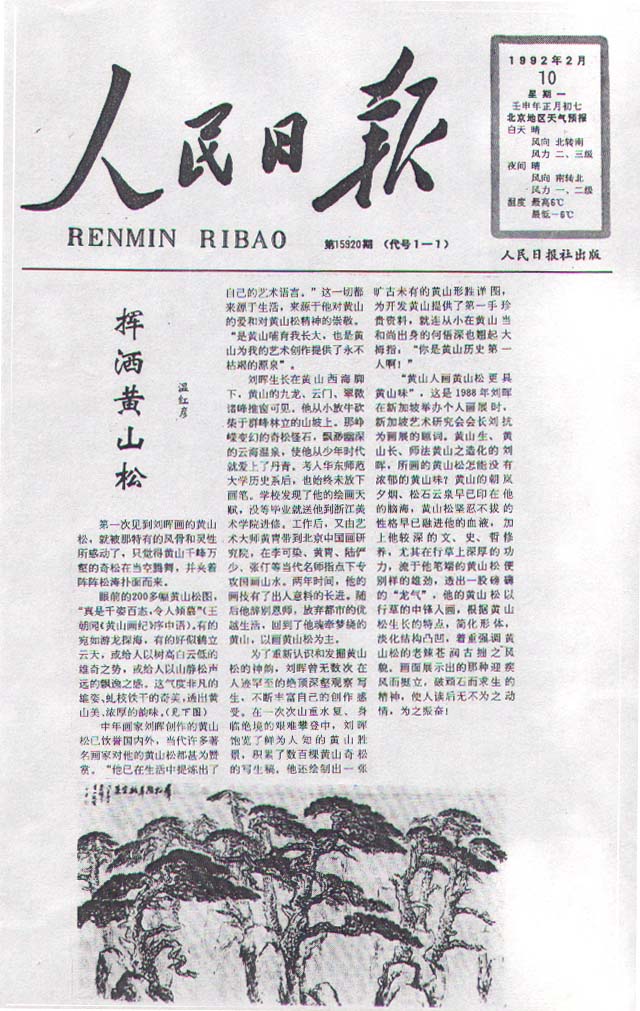 人民日报
RENMIN RIBAO
第15920期 （代号1—1）
1992年2月
10
星期一
壬申年正月初七
北京地区天气预报
白天 晴
风向 北转南
风力 二、三级
夜间 晴
风向 南转北
风力 一、二级
温度 最高6℃
最低－6℃
人民日报社出版
挥洒黄山松
温红彦
第一次见到刘晖画的黄山
松，就被那特有的风骨和灵性
所感动了，只觉得黄山千峰万
壑的奇松在当空腾舞，并夹着
阵阵松涛扑面而来。
眼前的200多幅黄山松图，
“真是千姿百态，令人倾慕”（王
朝闻《黄山画纪》序中语）。有的
宛如游龙探海，有的好似鹤立
云天，或给人以树高白云低的
雄奇之势，或给人以山静松声
远的飘逸之感。这气度非凡的
雄姿、虬枝铁干的奇美，透出黄
山美、浓厚的韵味。（见下图）
中年画家刘晖创作的黄山
松已饮誉国内外，当代许多著
名画家对他的黄山松都甚为赞
赏。“他已在生活中提炼出了
自己的艺术语言。”这一切都
来源于生活，来源于他对黄山
的爱和对黄山松精神的崇敬。
“是黄山哺育我长大，也是黄
山为我的艺术创作提供了永不
枯竭的源泉”。
刘晖生长在黄山西海脚
下，黄山的九龙、云门、翠微
诸峰推窗可见。他从小放牛砍
柴于群峰林立的山坡上。那峥
嵘变幻的奇松怪石，飘渺幽深
的云海温泉，使他从少年时代
就爱上了丹青。考入华东师范
大学历史系后，也始终未放下
画笔。学校发现了他的绘画天
赋，没等毕业就送他到浙江美
术学院进修。工作后，又由艺
术大师黄胄带到北京中国画研
究院，在李可染、黄胄、陆俨
少、张仃等当代名师指点下专
攻国画山水。两年时间，他的
画技有了出人意料的长进。随
后他辞别恩师，放弃都市的优
越生活，回到了他魂牵梦绕的
黄山，以画黄山松为主。
为了重新认识和发掘黄山
松的神韵，刘晖曾无数次在
人迹罕至的绝顶深壑观察写
生，不断丰富自己的创作感
受。在一次次山重水复、身
临绝境的艰难攀登中，刘晖
饱览了鲜为人知的黄山胜
景，积累了数百棵黄山奇松
的写生稿。他还绘制出一张
旷古未有的黄山形胜详图，
为开发黄山提供了第一手珍
贵资料，就连从小在黄山当
和尚出身的何悟深也翘起大
拇指：“你是黄山历史第一
人啊！”
“黄山人画黄山松更具
黄山味”，这是1988年刘晖
在新加坡举办个人画展时，
新加坡艺术研究会会长刘抗
为画展的题词。黄山生、黄
山长、师法黄山之造化的刘
晖，所画的黄山松怎能没有
浓郁的黄山味？黄山的朝岚
夕烟、松石云泉早已印在他
的脑海，黄山松坚忍不拔的
性格早已融进他的血液，加
上他较深的文、史、哲修
养，尤其在行草上深厚的功
力，流于他笔端的黄山松便
别样的雄劲，透出一股磅礴
的“龙气”，他的黄山松以
行草的中锋入画，根据黄山
松生长的特点，简化形体，
淡化结构凸凹，着重强调黄
山松的老辣苍润古拙之风
貌。画面展示出的那种迎疾
风而挺立，破顽石而求生的
精神，使人读后无不为之动
情，为之振奋！